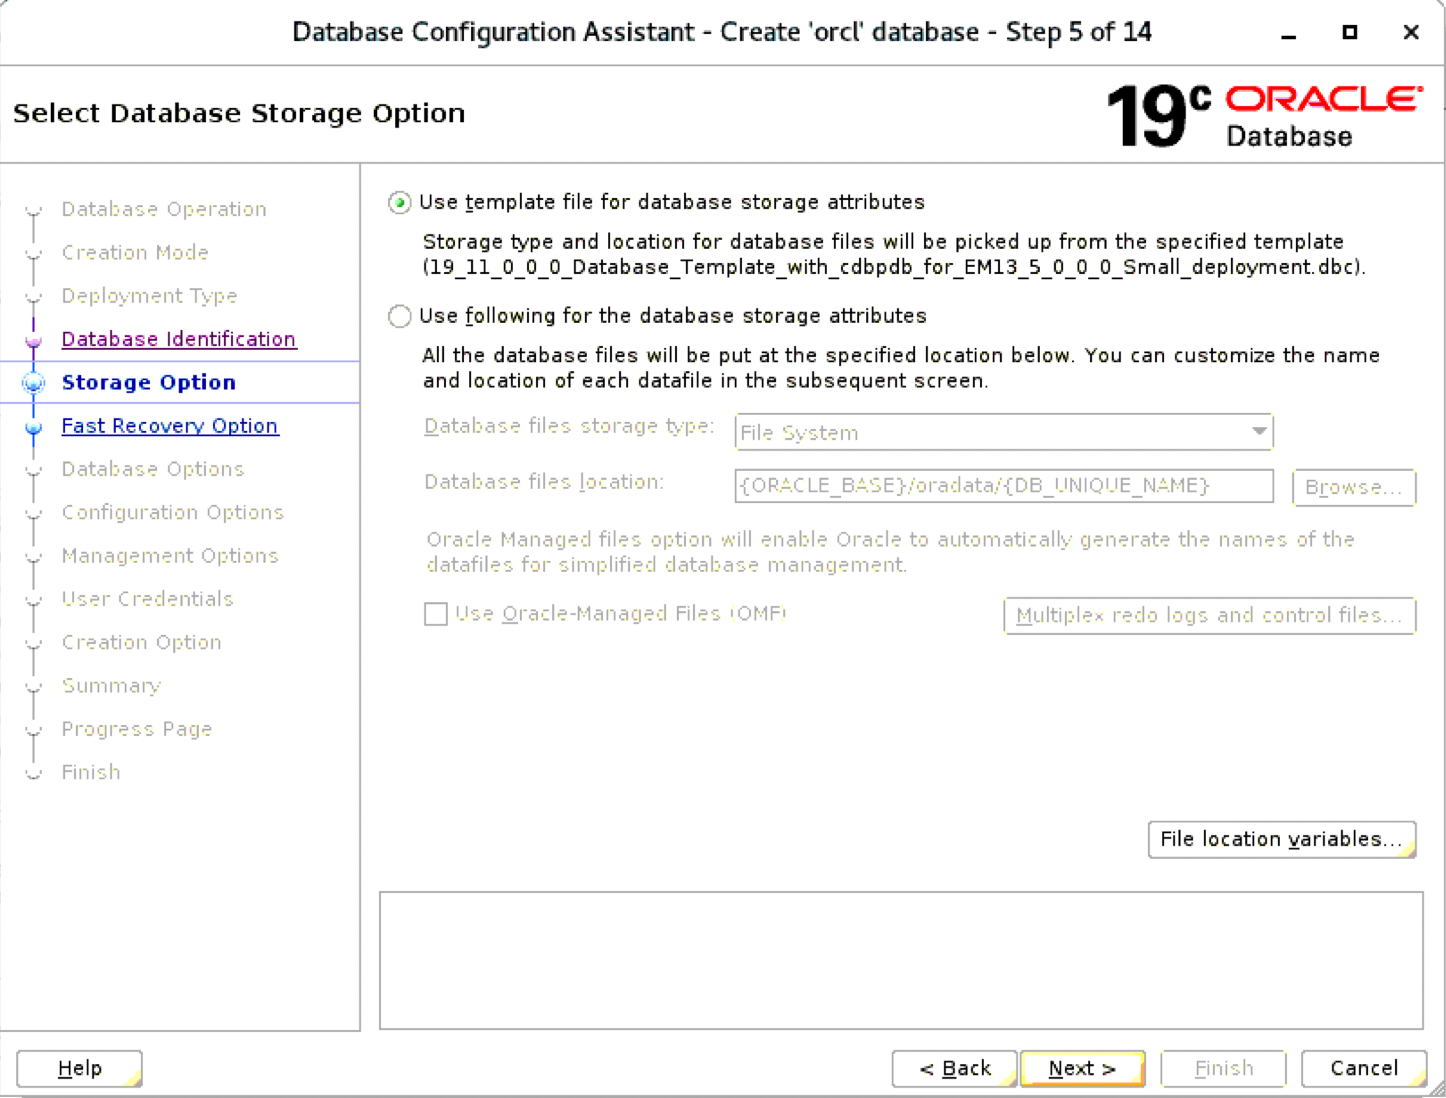 Database Configuration Assistant - Create 'orcl' database - Step 5 of 14
Select Database Storage Option
19c ORACLE
Database
Database Operation
Creation Mode
Deployment Type
Database Identification
Storage Option
Fast Recovery Option
Database Options
Configuration Options
Management Options
User Credentials
Creation Option
Summary
Progress Page
Finish
Use template file for database storage attributes
Storage type and location for database files will be picked up from the specified template
(19_11_0_0_0_Database_Template_with_cdbpdb_for_EM13_5_0_0_0_Small_deployment.dbc).
Use following for the database storage attributes
All the database files will be put at the specified location below. You can customize the name
and location of each datafile in the subsequent screen.
Database files storage type: File System
Database files location: {ORACLE_BASE}/oradata/{DB_UNIQUE_NAME} Browse...
Oracle Managed files option will enable Oracle to automatically generate the names of the
datafiles for simplified database management.
Use Oracle-Managed Files (OMF) Multiplex redo logs and control files...
File location variables...
Help < Back Next > Finish Cancel